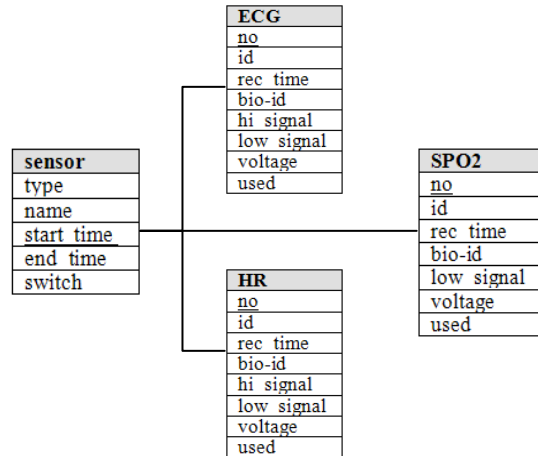 ECG
no
id
rec time
bio-id
hi signal
low signal
voltage
used
sensor
type
name
start time
end time
switch
SPO2
no
id
rec time
bio-id
low signal
voltage
used
HR
no
id
rec time
bio-id
hi signal
low signal
voltage
used